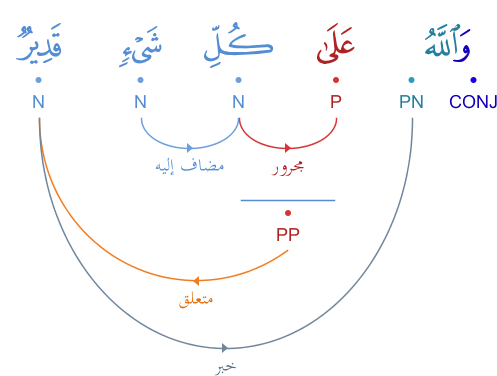 وَٱللَّهُ عَلَىٰ كُلِّ شَىْءٍ قَدِيرٌ
CONJ PN P N N N
مجرور مضاف إليه
PP
متعلق
خبر